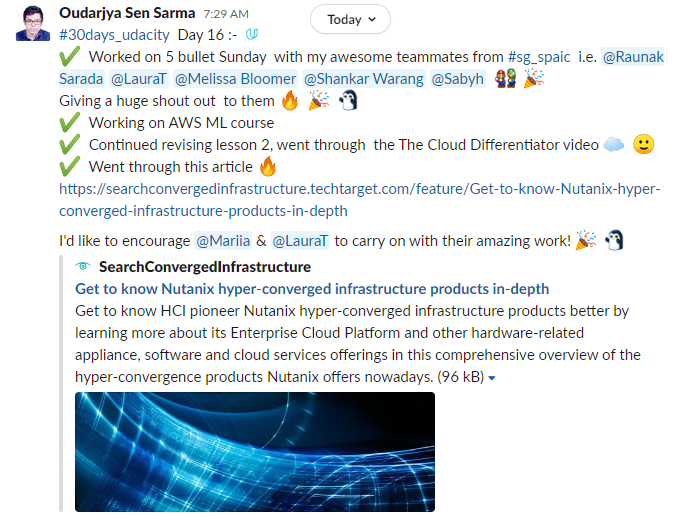 Oudarjya Sen Sarma 7:29 AM
Today
#30days_udacity Day 16 :-
Worked on 5 bullet Sunday with my awesome teammates from #sg_spaic i.e. @Raunak
Sarada @LauraT @Melissa Bloomer @Shankar Warang @Sabyh
Giving a huge shout out to them
Working on AWS ML course
Continued revising lesson 2, went through the The Cloud Differentiator video
Went through this article
https://searchconvergedinfrastructure.techtarget.com/feature/Get-to-know-Nutanix-hyper-
converged-infrastructure-products-in-depth
I'd like to encourage @Mariia & @LauraT to carry on with their amazing work!
SearchConvergedInfrastructure
Get to know Nutanix hyper-converged infrastructure products in-depth
Get to know HCI pioneer Nutanix hyper-converged infrastructure products better by
learning more about its Enterprise Cloud Platform and other hardware-related
appliance, software and cloud services offerings in this comprehensive overview of the
hyper-convergence products Nutanix offers nowadays. (96 kB)